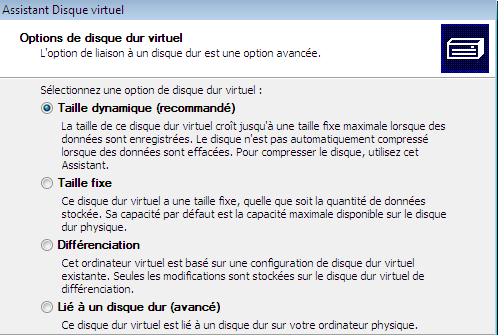 Assistant Disque virtuel
Options de disque dur virtuel
L'option de liaison à un disque dur est une option avancée.
Sélectionnez une option de disque dur virtuel :
Taille dynamique (recommandé)
La taille de ce disque dur virtuel croît jusqu'à une taille fixe maximale lorsque des
données sont enregistrées. Le disque n'est pas automatiquement compressé
lorsque des données sont effacées. Pour compresser le disque, utilisez cet
Assistant.
Taille fixe
Ce disque dur virtuel a une taille fixe, quelle que soit la quantité de données
stockée. Sa capacité par défaut est la capacité maximale disponible sur le disque
dur physique.
Différenciation
Cet ordinateur virtuel est basé sur une configuration de disque dur virtuel
existante. Seules les modifications sont stockées sur le disque dur virtuel de
différenciation.
Lié à un disque dur (avancé)
Ce disque dur virtuel est lié à un disque dur sur votre ordinateur physique.